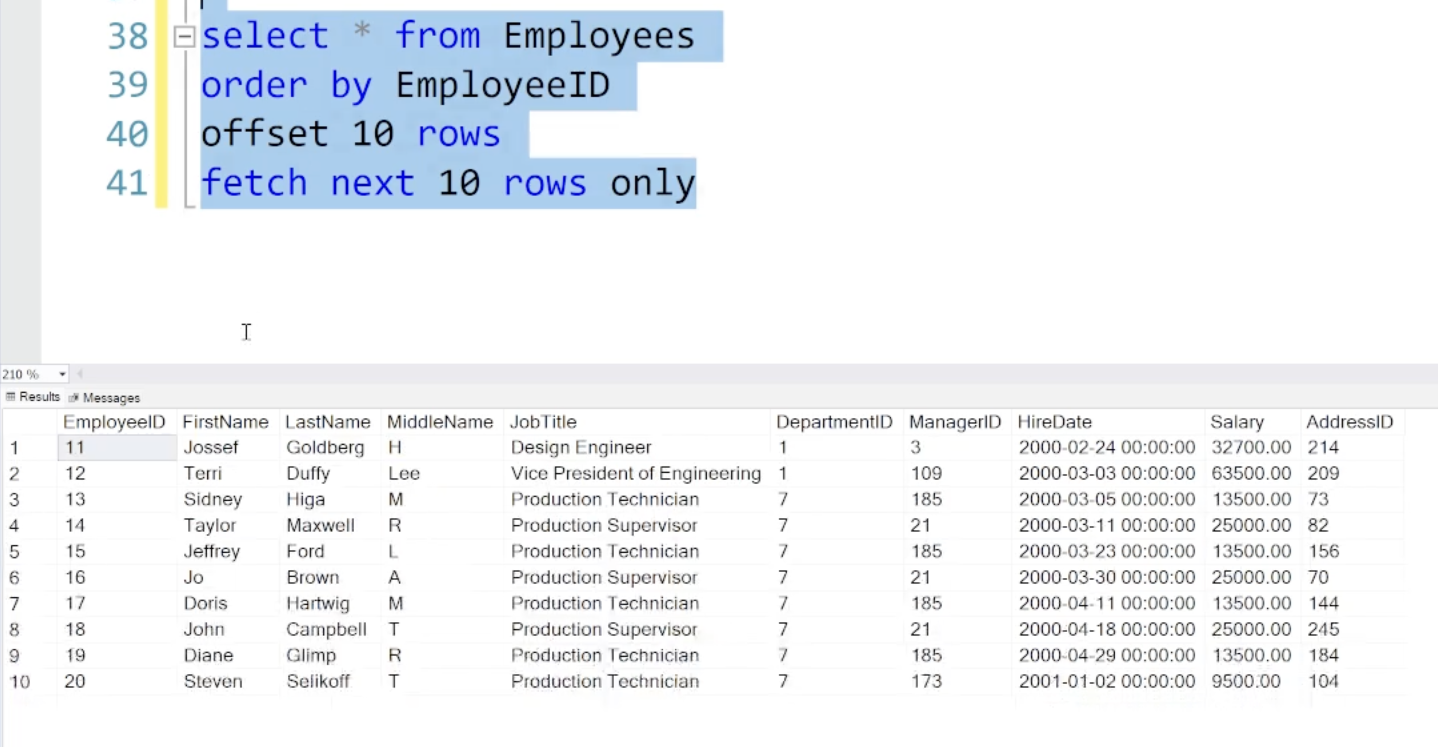 38 select * from Employees
39 order by EmployeeID
40 offset 10 rows
41 fetch next 10 rows only
210 %
Results Messages
EmployeeID FirstName LastName MiddleName JobTitle DepartmentID ManagerID HireDate Salary AddressID
1 11 Jossef Goldberg H Design Engineer 1 3 2000-02-24 00:00:00 32700.00 214
2 12 Terri Duffy Lee Vice President of Engineering 1 109 2000-03-03 00:00:00 63500.00 209
3 13 Sidney Higa M Production Technician 7 185 2000-03-05 00:00:00 13500.00 73
4 14 Taylor Maxwell R Production Supervisor 7 21 2000-03-11 00:00:00 25000.00 82
5 15 Jeffrey Ford L Production Technician 7 185 2000-03-23 00:00:00 13500.00 156
6 16 Jo Brown A Production Supervisor 7 21 2000-03-30 00:00:00 25000.00 70
7 17 Doris Hartwig M Production Technician 7 185 2000-04-11 00:00:00 13500.00 144
8 18 John Campbell T Production Supervisor 7 21 2000-04-18 00:00:00 25000.00 245
9 19 Diane Glimp R Production Technician 7 185 2000-04-29 00:00:00 13500.00 184
10 20 Steven Selikoff T Production Technician 7 173 2001-01-02 00:00:00 9500.00 104